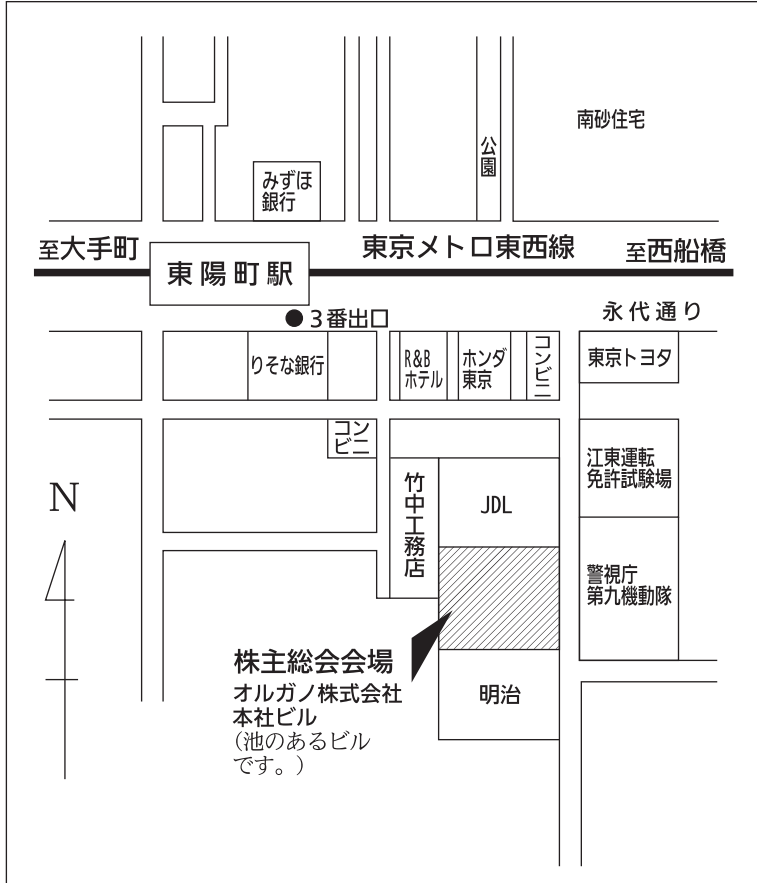 南砂住宅
公園
みずほ
銀行
至大手町
東京メトロ東西線
至西船橋
東陽町駅
永代通り
●3番出口
りそな銀行
R&B
ホテル
ホンダ
東京
コンビニ
東京トヨタ
コン
ビニ
江東運転
免許試験場
竹中工務店
JDL
N
警視庁
第九機動隊
株主総会会場
オルガノ株式会社
本社ビル
(池のあるビル
です。)
明治